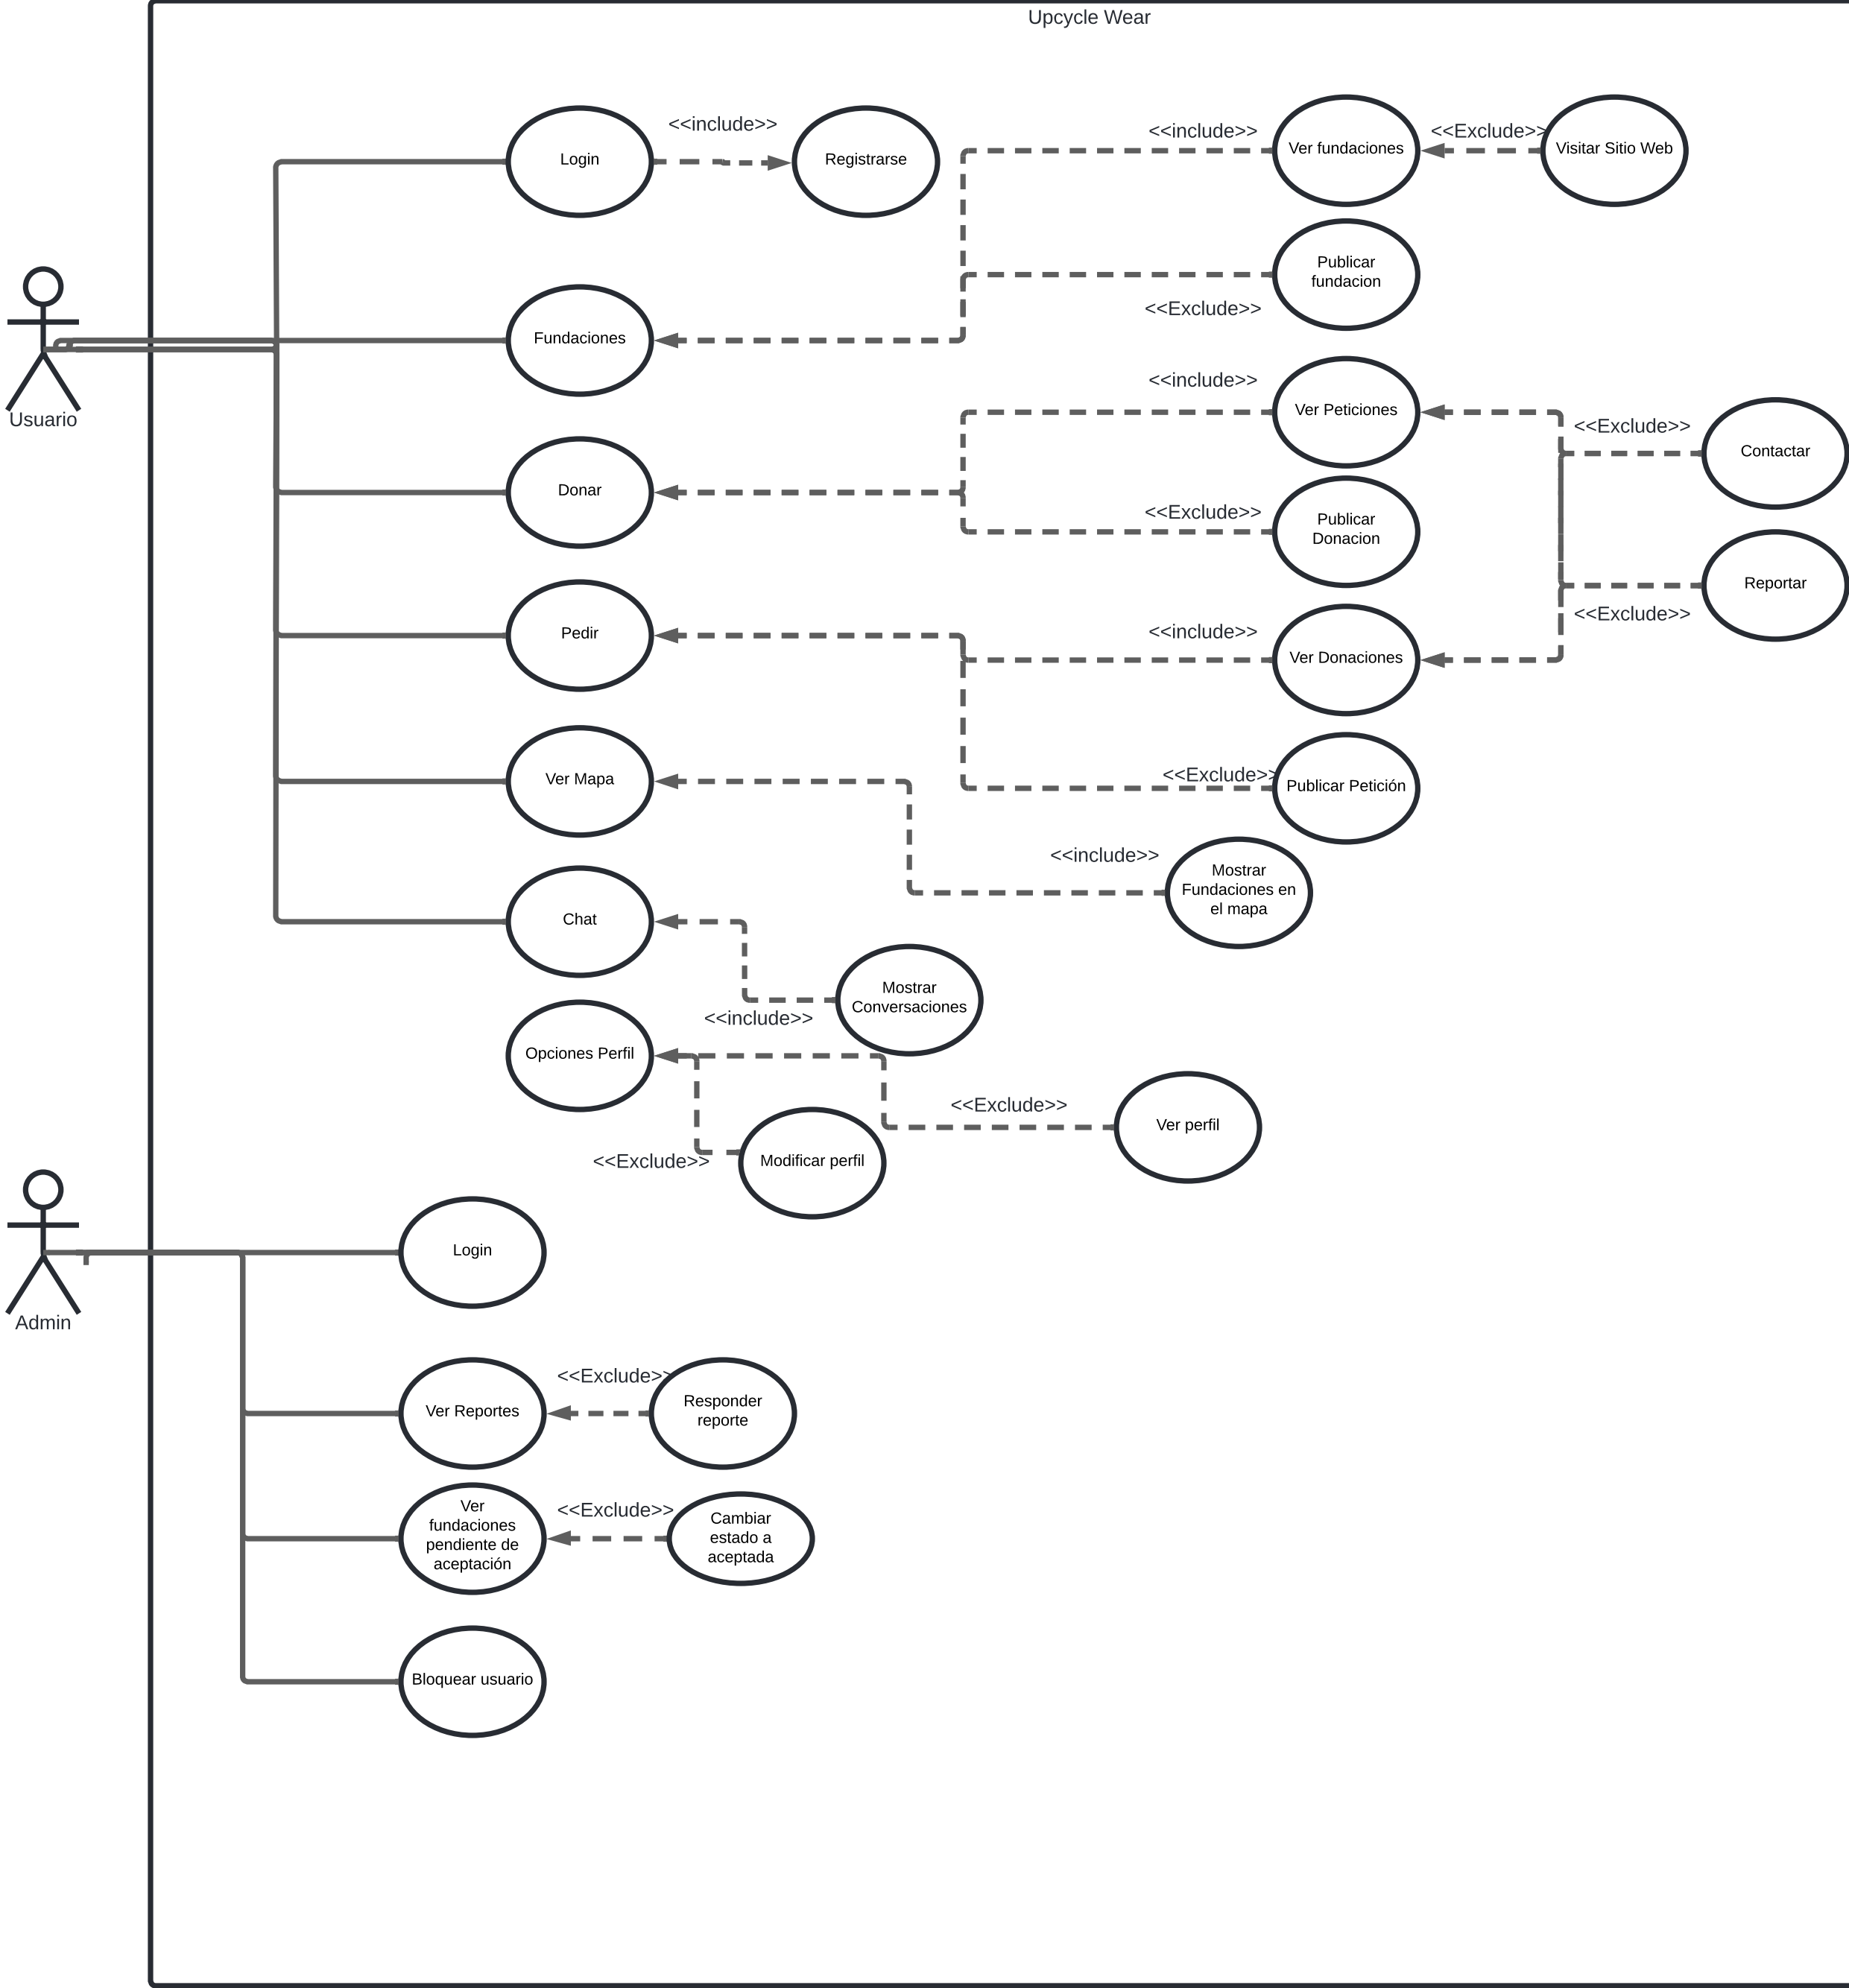 Upcycle Wear
Login
<<include>>
Registrarse
<<include>>
Ver fundaciones
<<Exclude>>
Visitar Sitio Web
Publicar
fundacion
<<Exclude>>
Fundaciones
Usuario
<<include>>
Ver Peticiones
<<Exclude>>
Contactar
Donar
<<Exclude>>
Publicar
Donacion
Reportar
<<Exclude>>
Pedir
<<include>>
Ver Donaciones
Ver Mapa
<<Exclude>>
Publicar Petición
<<include>>
Mostrar
Fundaciones en
el mapa
Chat
Mostrar
Conversaciones
<<include>>
Opciones Perfil
<<Exclude>>
Ver perfil
<<Exclude>>
Modificar perfil
Login
Admin
Ver Reportes
<<Exclude>>
Responder
reporte
Ver
fundaciones
pendiente de
aceptación
<<Exclude>>
Cambiar
estado a
aceptada
Bloquear usuario